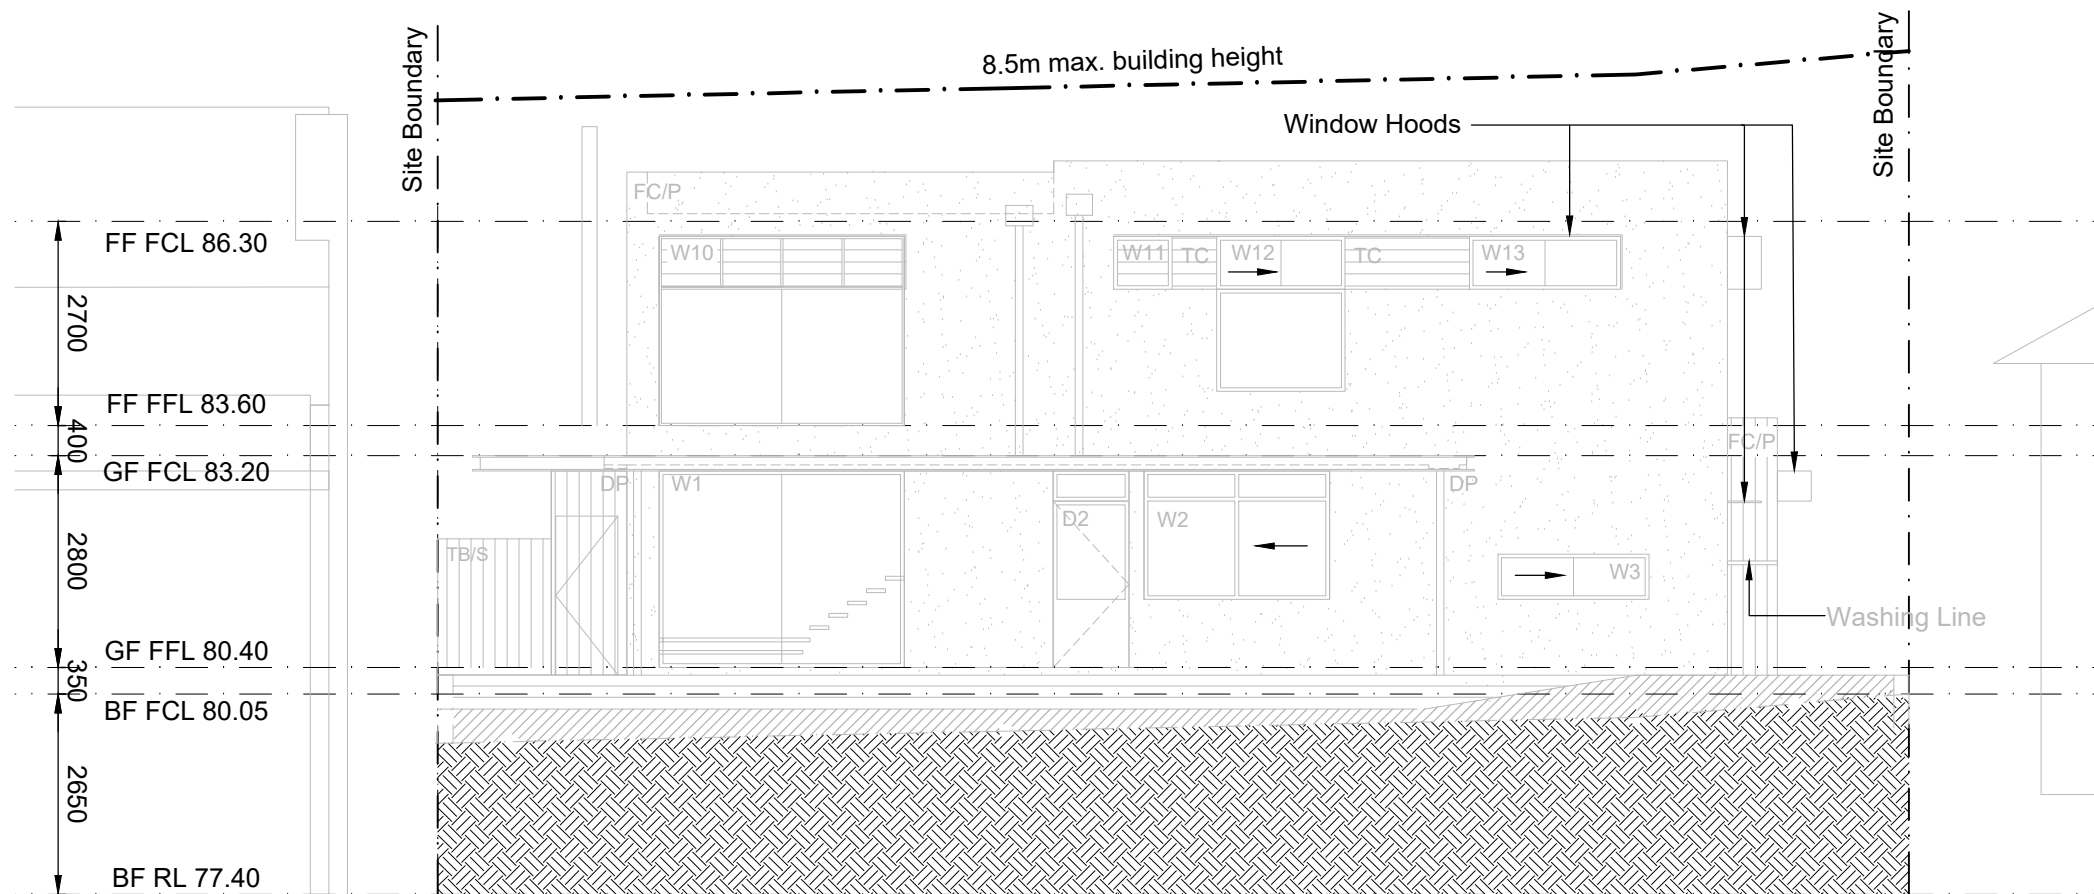 8.5m max. building height
Site Boundary
Site Boundary
Window Hoods
FC/P
FF FCL 86.30
W10
W11
TC
W12
TC
W13
2700
FF FFL 83.60
400
FC/P
GF FCL 83.20
DP
W1
DP
D2
W2
2800
TB/S
W3
Washing Line
GF FFL 80.40
350
BF FCL 80.05
2650
BF RL 77.40